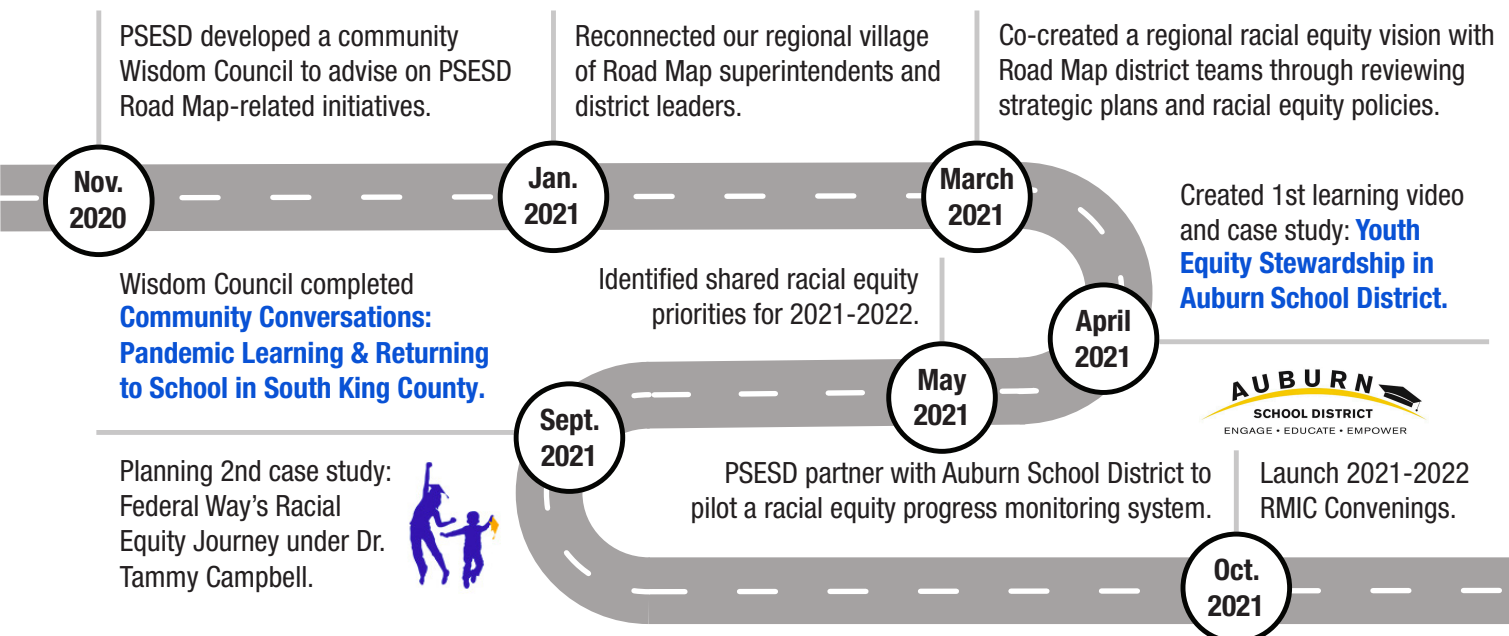 PSESD developed a community
Wisdom Council to advise on PSESD
Road Map-related initiatives.
Nov.
2020
Reconnected our regional village
of Road Map superintendents and
district leaders.
Jan.
2021
Co-created a regional racial equity vision with
Road Map district teams through reviewing
strategic plans and racial equity policies.
March
2021
Created 1st learning video
and case study: Youth
Equity Stewardship in
Auburn School District.
April
2021
AUBURN
SCHOOL DISTRICT
ENGAGE • EDUCATE • EMPOWER
Identified shared racial equity
priorities for 2021-2022.
May
2021
Wisdom Council completed
Community Conversations:
Pandemic Learning & Returning
to School in South King County.
Sept.
2021
Planning 2nd case study:
Federal Way's Racial
Equity Journey under Dr.
Tammy Campbell.
PSESD partner with Auburn School District to
pilot a racial equity progress monitoring system.
Launch 2021-2022
RMIC Convenings.
Oct.
2021